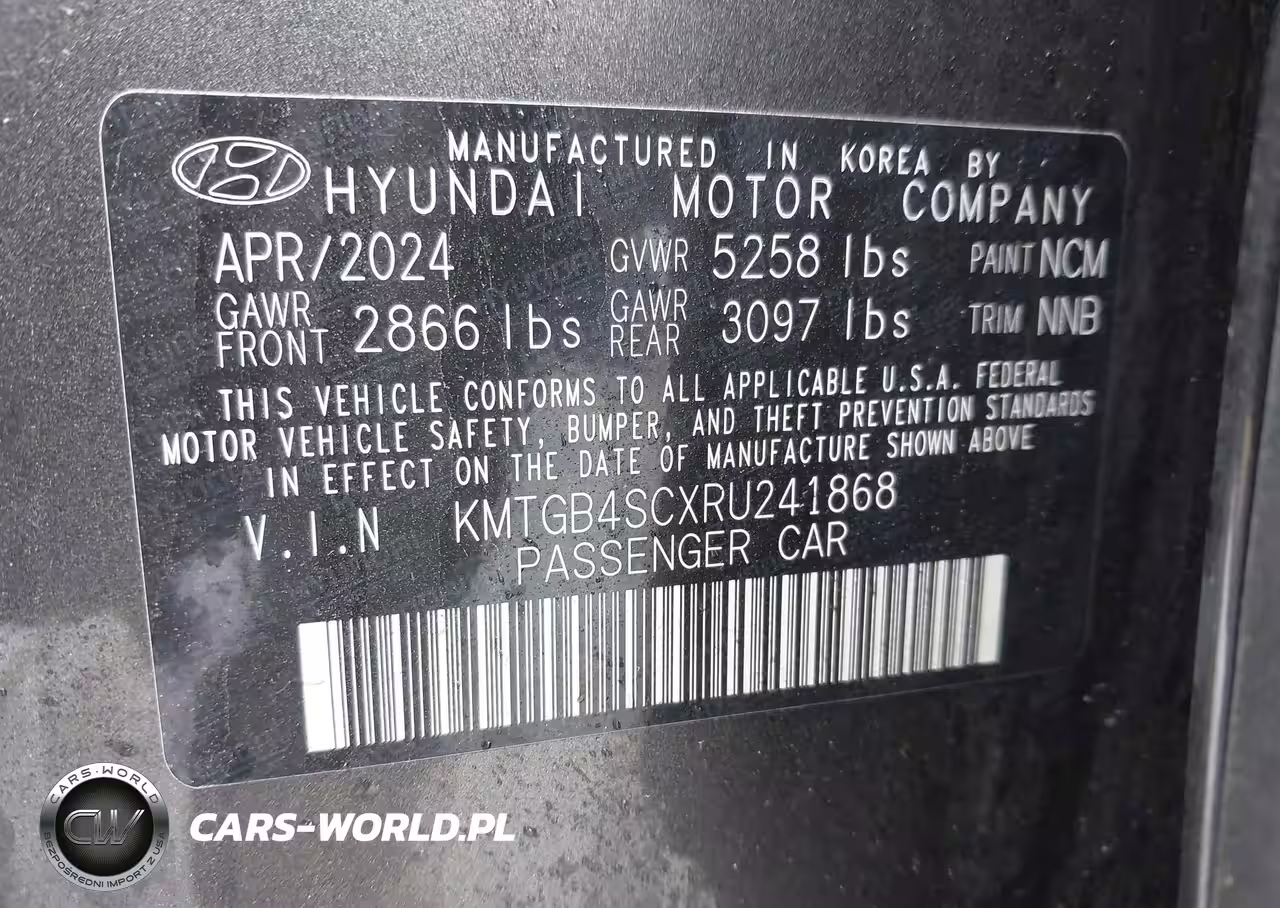 MANUFACTURED IN KOREA BY
HYUNDAI MOTOR COMPANY
APR/2024 GVWR 5258 lbs PAINT NCM
GAWR FRONT 2866 lbs GAWR REAR 3097 lbs TRIM NNB
THIS VEHICLE CONFORMS TO ALL APPLICABLE U.S.A. FEDERAL
MOTOR VEHICLE SAFETY, BUMPER, AND THEFT PREVENTION STANDARDS
IN EFFECT ON THE DATE OF MANUFACTURE SHOWN ABOVE
V.I.N KMTGB4SCXRU241868
PASSENGER CAR
CARS-WORLD
CW
BEZPOŚREDNI IMPORT Z USA
CARS-WORLD.PL